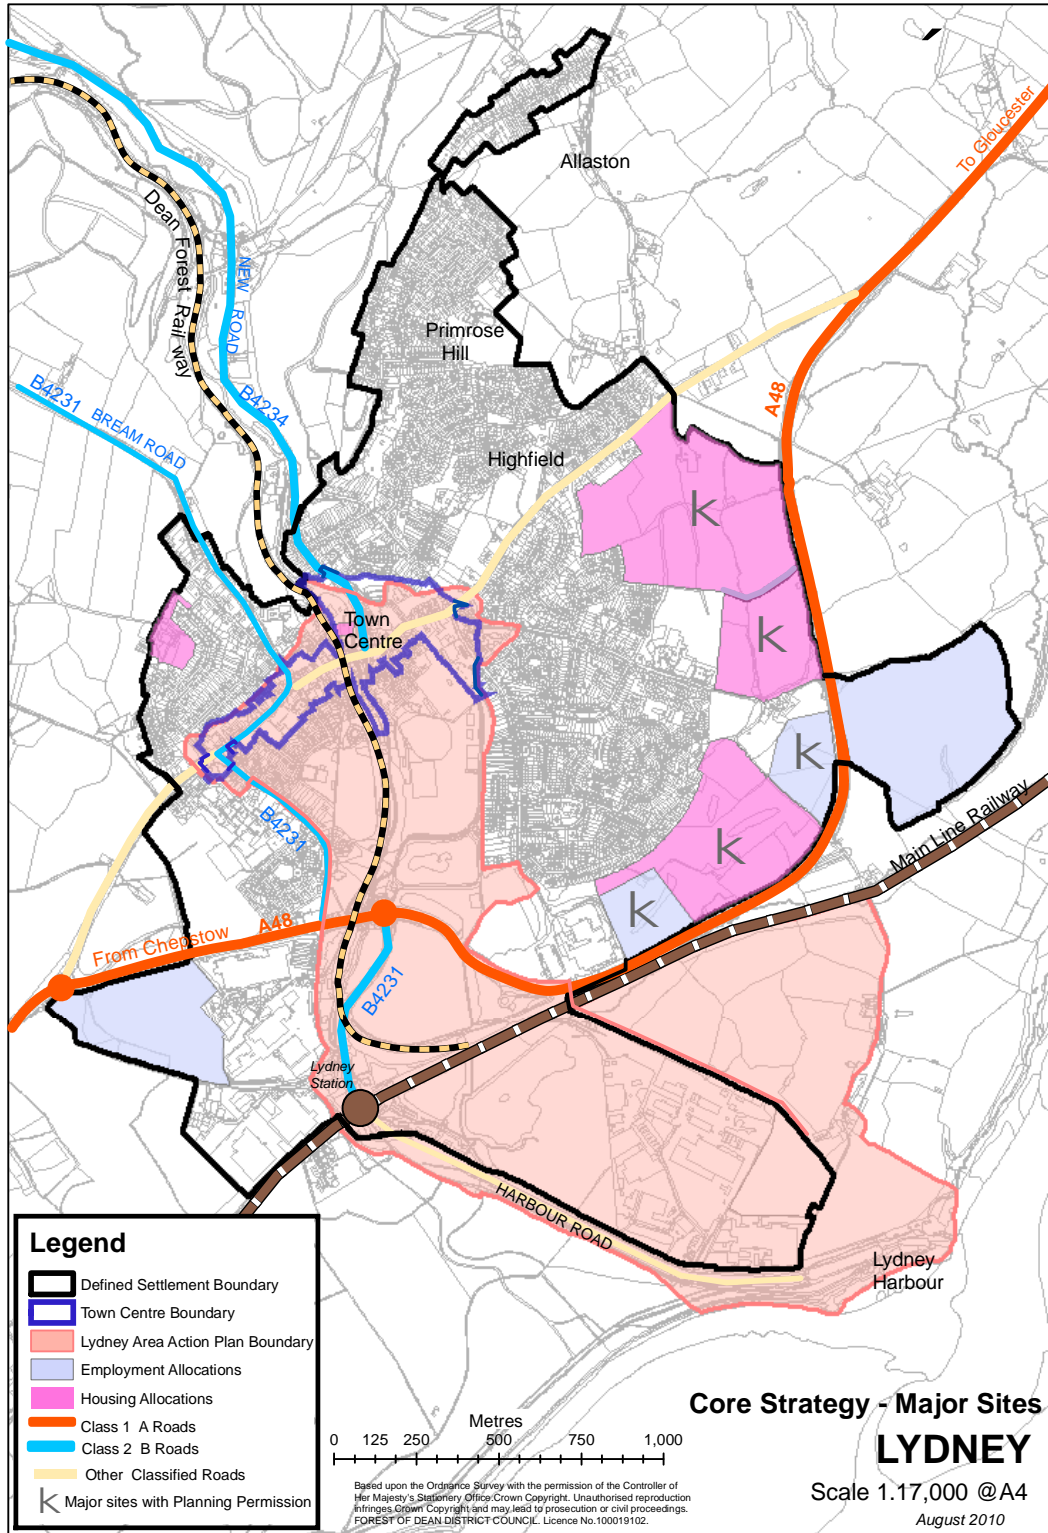 To Gloucester
Allaston
Dean Forest Rail way
NEW ROAD
Primrose
Hill
B4234
A48
B4231 BREAM ROAD
Highfield
k
k
Town
Centre
k
B4231
Main Line Railway
k
k
From Chepstow A48
B4231
Lydney
Station
HARBOUR ROAD
Lydney
Harbour
Legend
Defined Settlement Boundary
Town Centre Boundary
Lydney Area Action Plan Boundary
Employment Allocations
Housing Allocations
Class 1 A Roads
Class 2 B Roads
Other Classified Roads
k Major sites with Planning Permission
Metres
0 125 250 500 750 1,000
Based upon the Ordnance Survey with the permission of the Controller of
Her Majesty's Stationery Office.Crown Copyright. Unauthorised reproduction
infringes Crown Copyright and may lead to prosecution or civil proceedings.
FOREST OF DEAN DISTRICT COUNCIL. Licence No.100019102.
Core Strategy - Major Sites
LYDNEY
Scale 1.17,000 @A4
August 2010